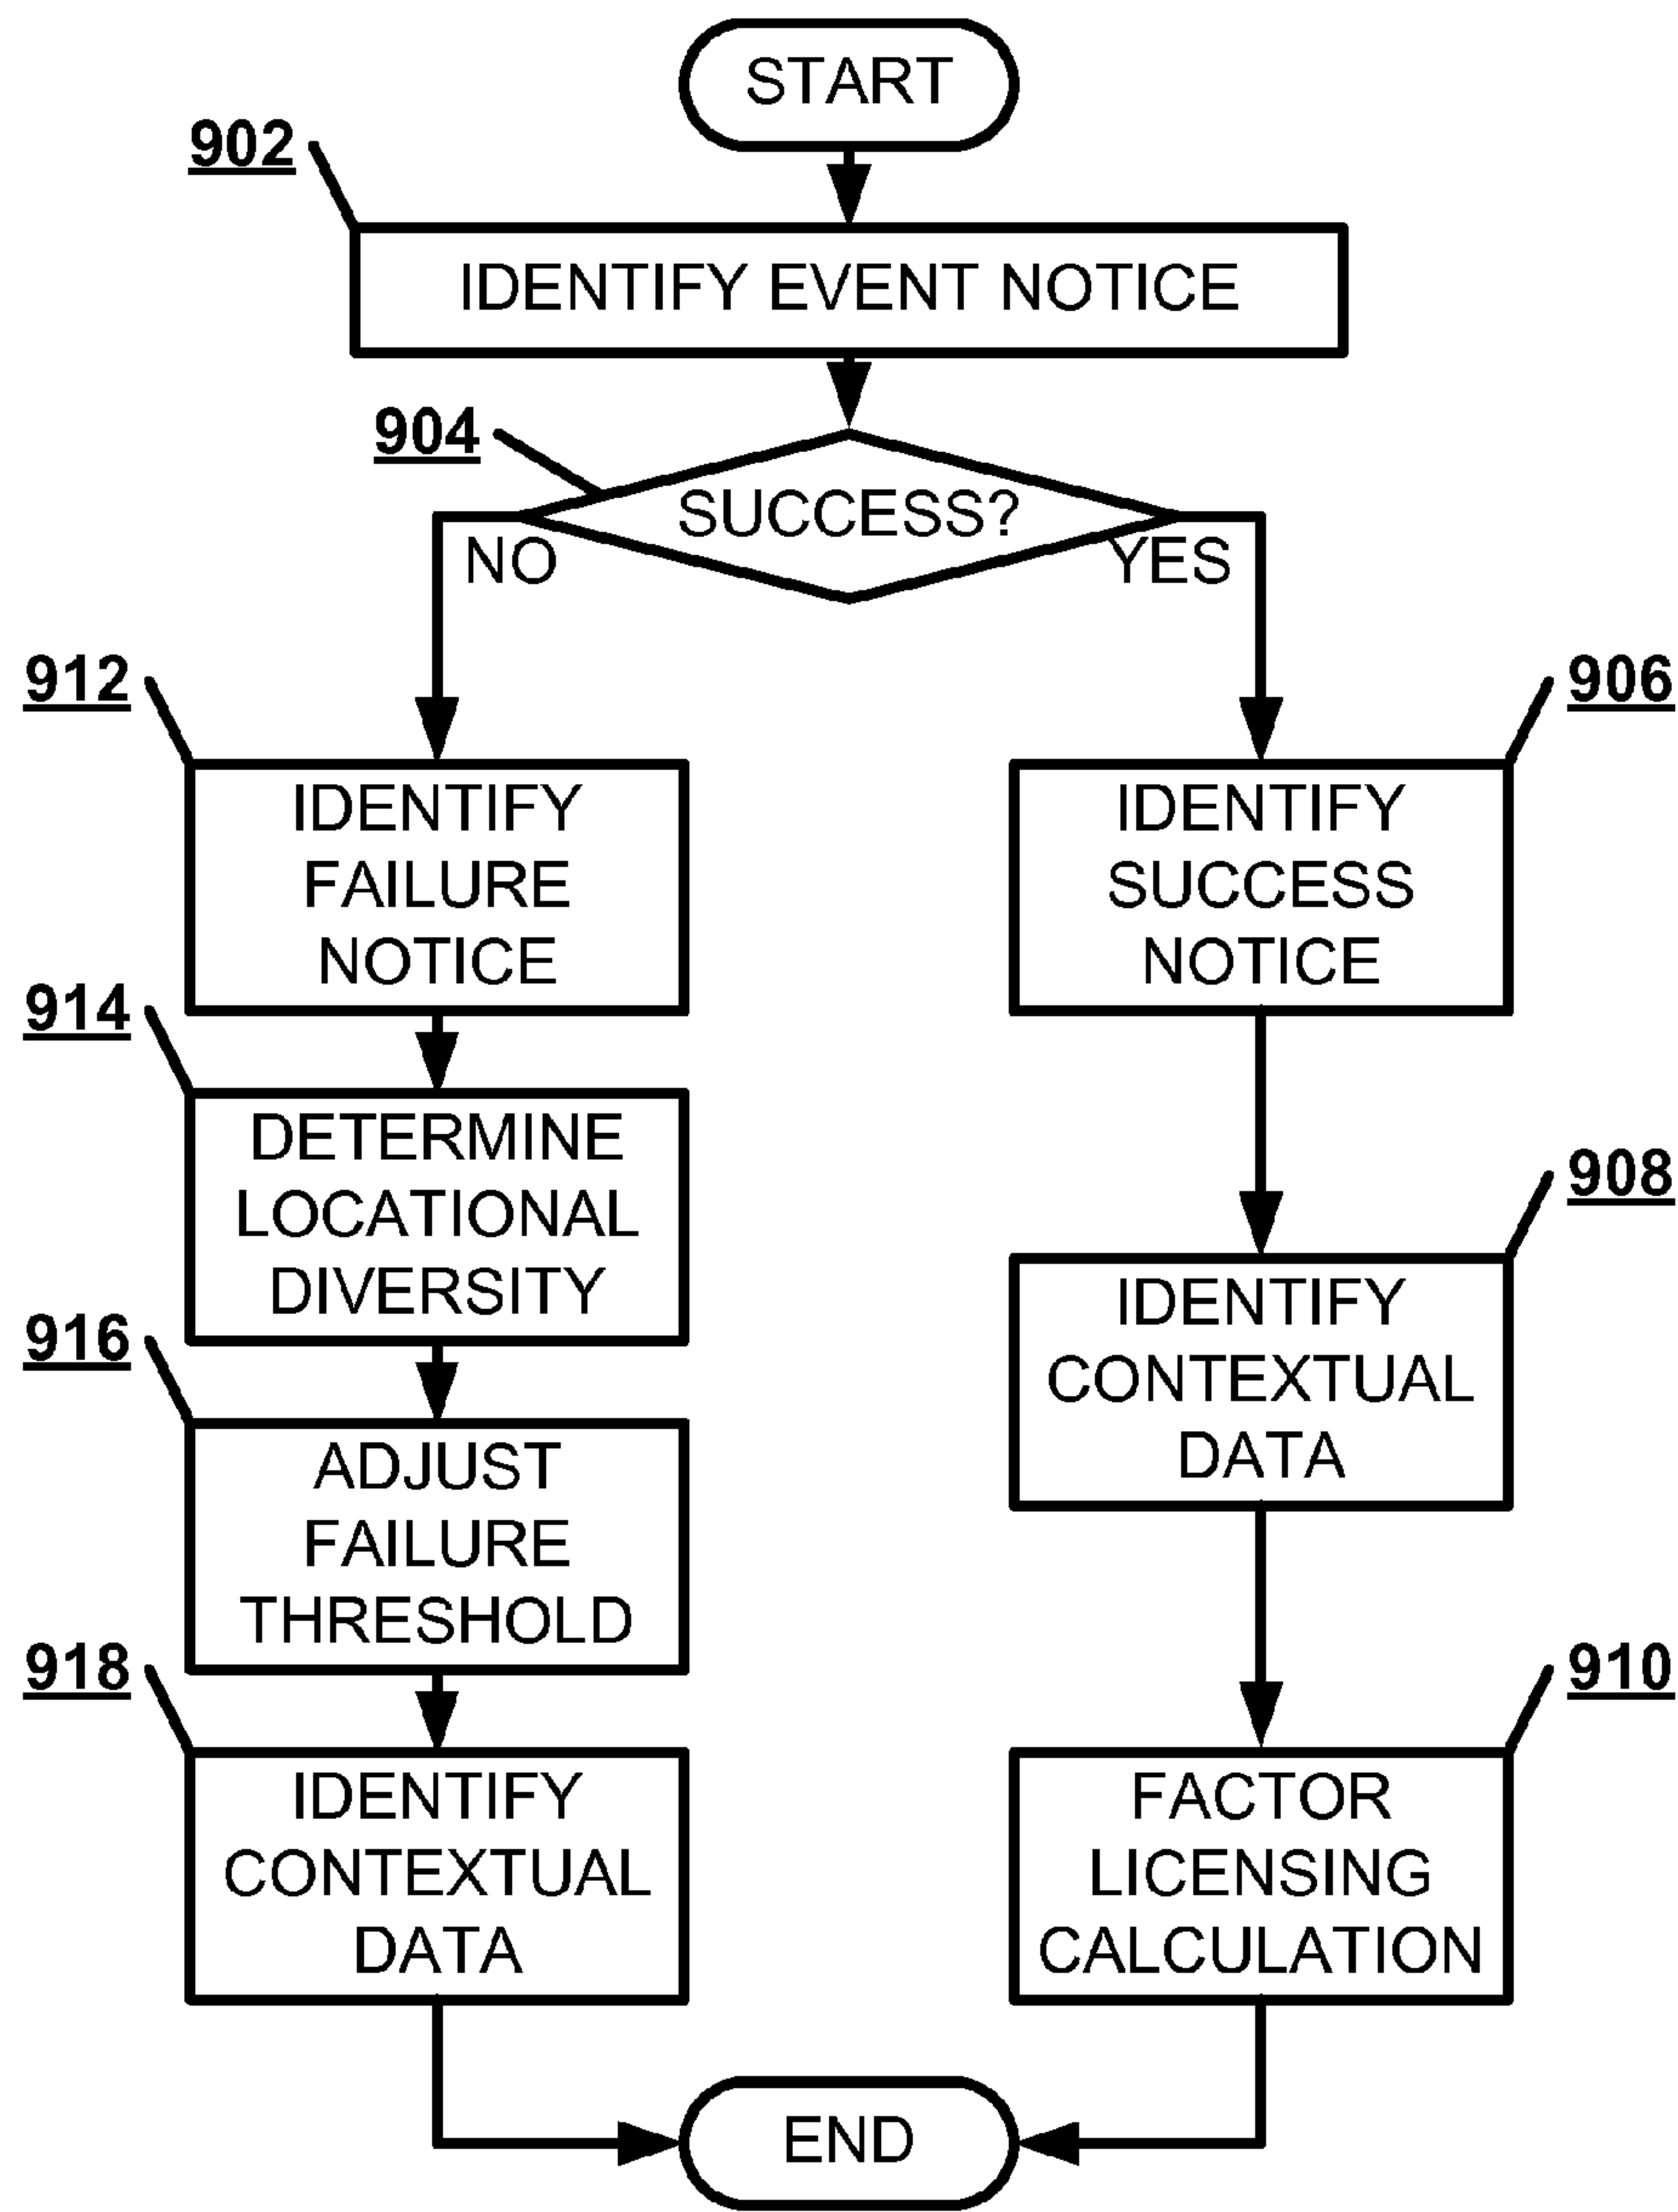 START
902
IDENTIFY EVENT NOTICE
904
SUCCESS?
NO
YES
912
IDENTIFY
FAILURE
NOTICE
914
DETERMINE
LOCATIONAL
DIVERSITY
916
ADJUST
FAILURE
THRESHOLD
918
IDENTIFY
CONTEXTUAL
DATA
906
IDENTIFY
SUCCESS
NOTICE
908
IDENTIFY
CONTEXTUAL
DATA
910
FACTOR
LICENSING
CALCULATION
END